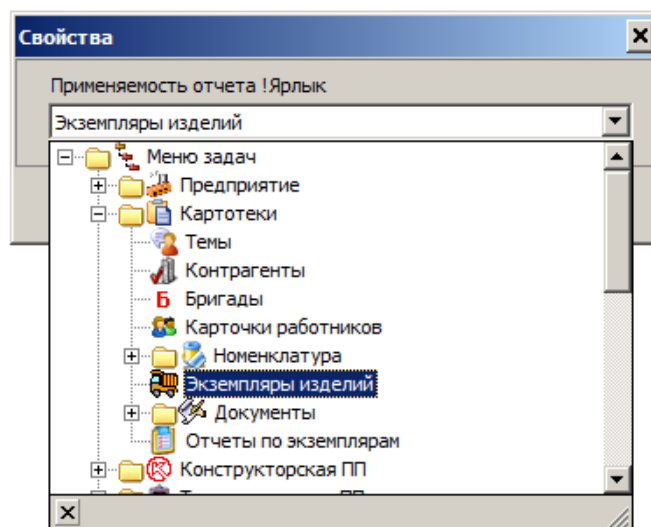 Свойства
Применяемость отчета !Ярлык
Экземпляры изделий
Меню задач
Предприятие
Картотеки
Темы
Контрагенты
Б Бригады
Карточки работников
Номенклатура
Экземпляры изделий
Документы
Отчеты по экземплярам
Конструкторская ПП